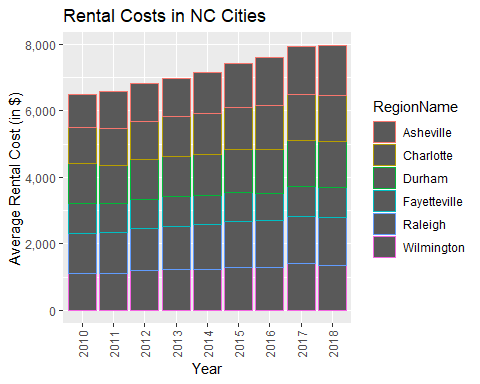 Rental Costs in NC Cities
Average Rental Cost (in $)
8,000
6,000
4,000
2,000
0
2010 2011 2012 2013 2014 2015 2016 2017 2018
Year
RegionName
Asheville
Charlotte
Durham
Fayetteville
Raleigh
Wilmington